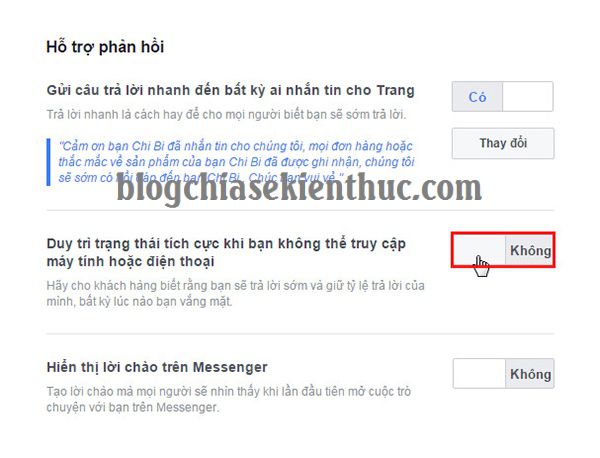 Hỗ trợ phản hồi
Gửi câu trả lời nhanh đến bất kỳ ai nhắn tin cho Trang
Có
Trả lời nhanh là cách hay để cho mọi người biết bạn sẽ sớm trả lời.
Thay đổi
"Cảm ơn bạn Chi Bi đã nhắn tin cho chúng tôi, mọi đơn hàng hoặc
thắc mắc về sản phẩm của bạn Chi Bi đã được ghi nhận, chúng tôi
sẽ sớm có hồi đáp đến bạn Chi Bi . Chúc bạn vui vẻ."
blogchiasekienthuc.com
Duy trì trạng thái tích cực khi bạn không thể truy cập
máy tính hoặc điện thoại
Không
Hãy cho khách hàng biết rằng bạn sẽ trả lời sớm và giữ tỷ lệ trả lời của
mình, bất kỳ lúc nào bạn vắng mặt.
Hiển thị lời chào trên Messenger
Không
Tạo lời chào mà mọi người sẽ nhìn thấy khi lần đầu tiên mở cuộc trò
chuyện với bạn trên Messenger.